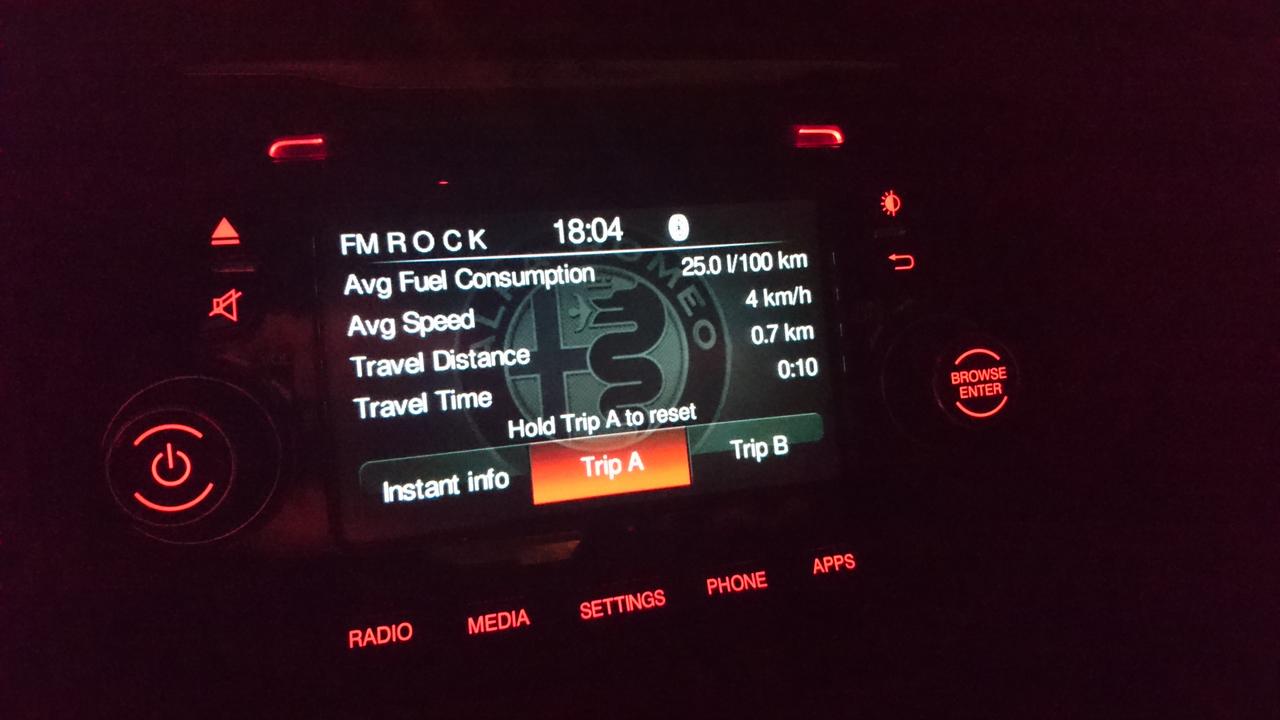 FM R O C K 18:04
Avg Fuel Consumption 25.0 l/100 km
Avg Speed 4 km/h
Travel Distance 0.7 km
Travel Time 0:10
Hold Trip A to reset
Instant info Trip A Trip B
BROWSE
ENTER
RADIO MEDIA SETTINGS PHONE APPS
ALFA ROMEO